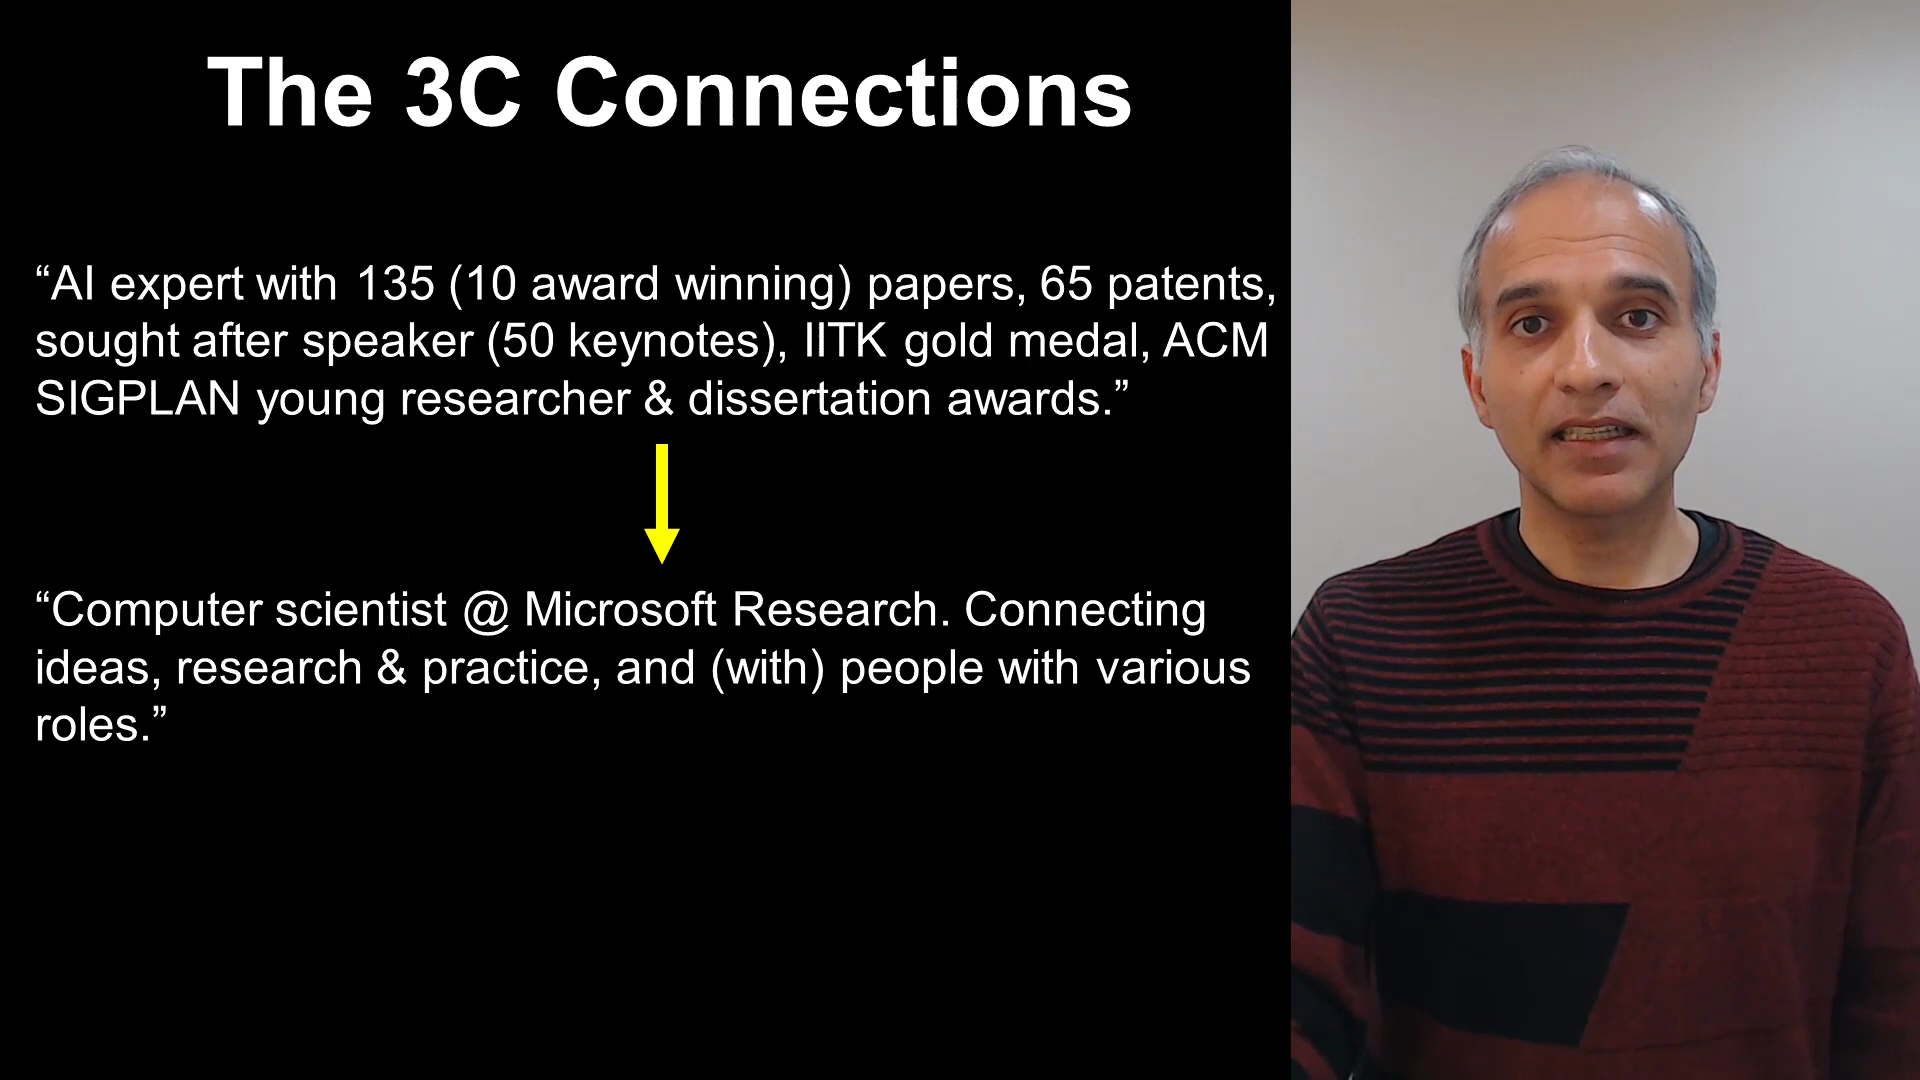 The 3C Connections
“AI expert with 135 (10 award winning) papers, 65 patents,
sought after speaker (50 keynotes), IITK gold medal, ACM
SIGPLAN young researcher & dissertation awards.”
“Computer scientist @ Microsoft Research. Connecting
ideas, research & practice, and (with) people with various
roles.”